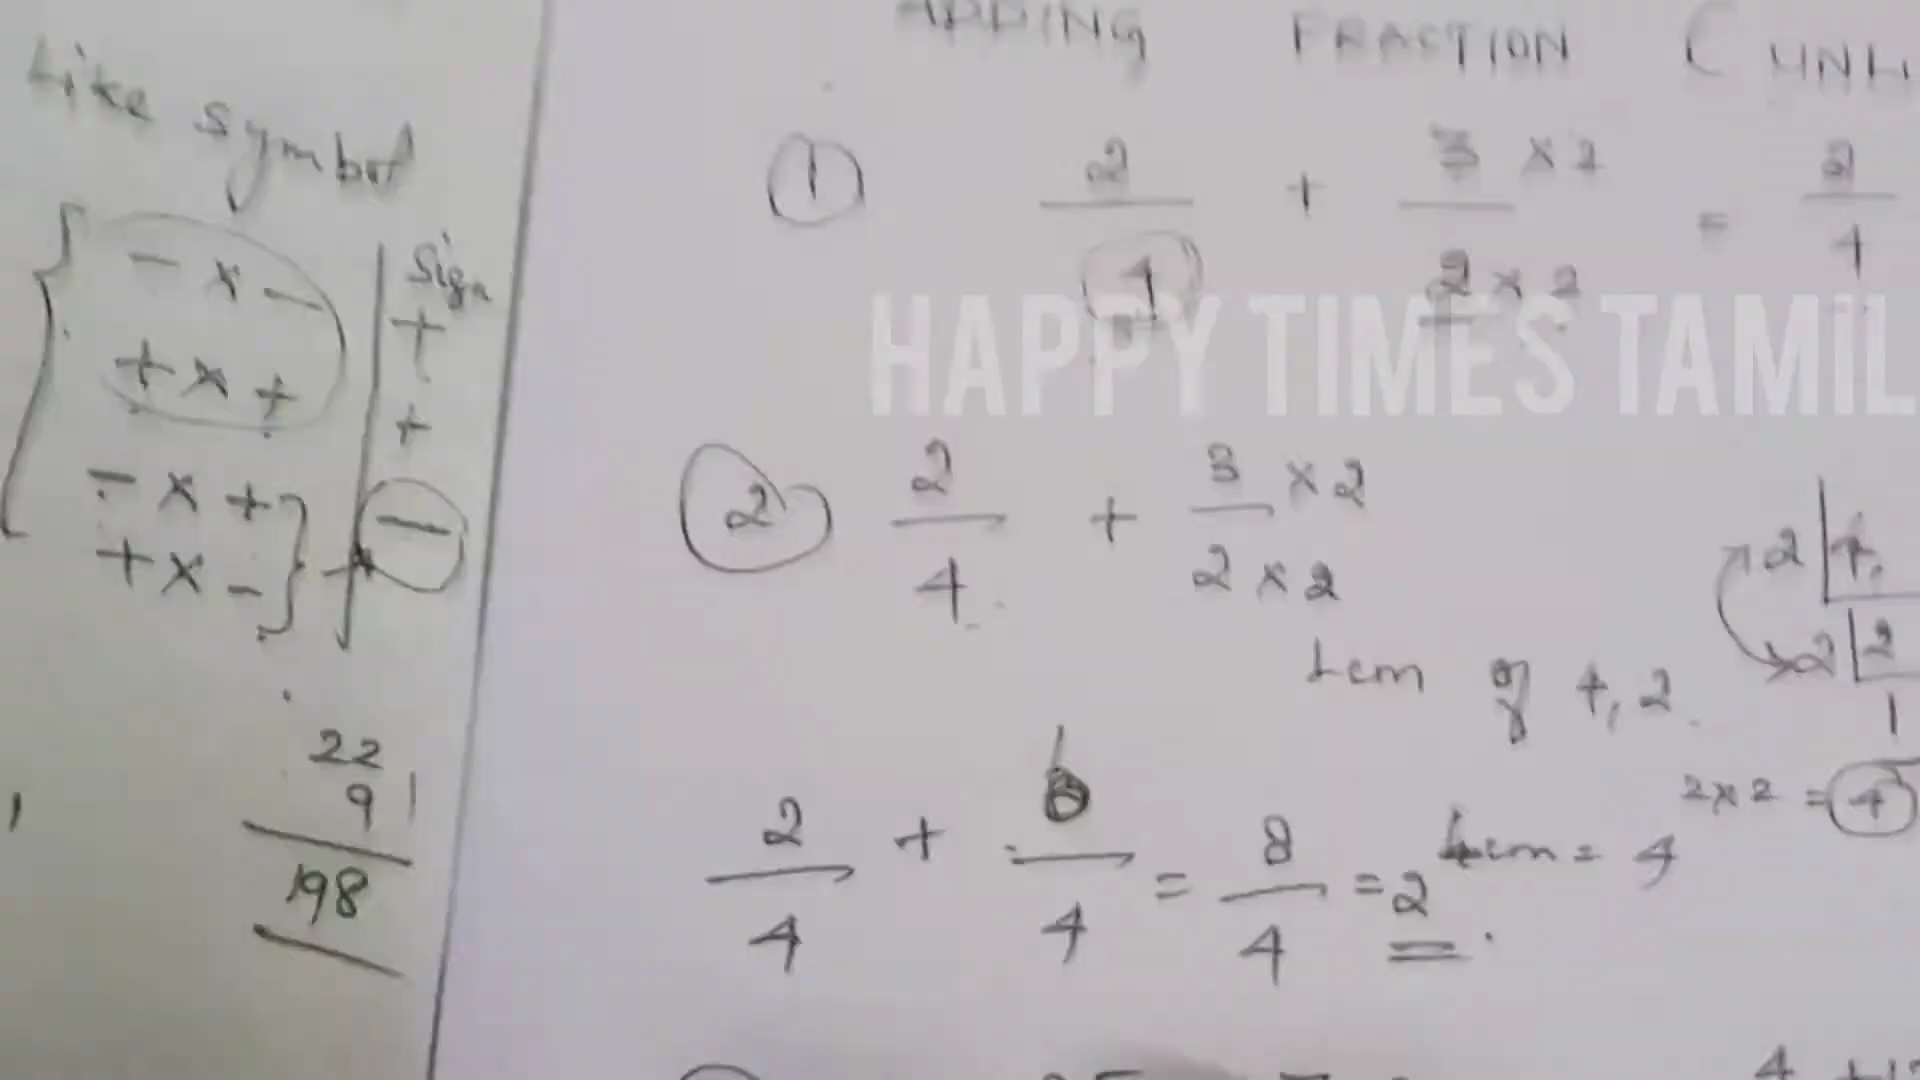 Like symbol
Sign
- x - | +
+ x + | +
- x +
+ x -
-
22
9
198
ADDING FRACTION (UNLI
① 2/4 + 3 x 2/2 x 2 = 2/4
HAPPY TIMES TAMIL
② 2/4 + 3 x 2/2 x 2
2 | 4,
2 | 2
1
Lcm of 4, 2
2 x 2 = 4
Lcm = 4
2/4 + 6/4 = 8/4 = 2